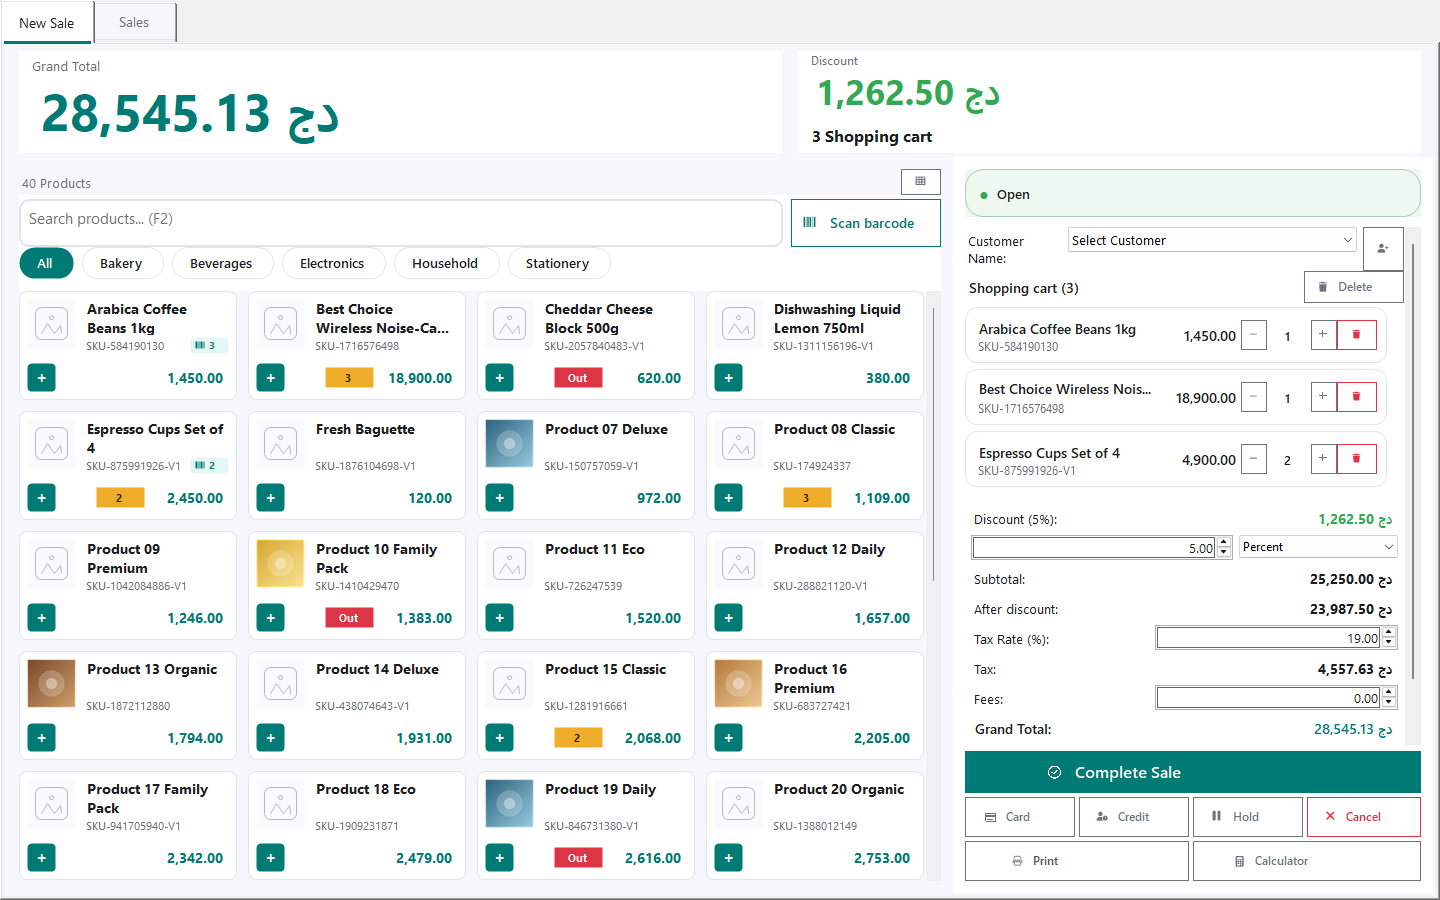 New Sale
Sales
Grand Total
28,545.13 دج
Discount
1,262.50 دج
3 Shopping cart
40 Products
Search products... (F2)
Scan barcode
All
Bakery
Beverages
Electronics
Household
Stationery
Arabica Coffee
Beans 1kg
SKU-584190130
3
+
1,450.00
Best Choice
Wireless Noise-Ca...
SKU-1716576498
+
3
18,900.00
Cheddar Cheese
Block 500g
SKU-2057840483-V1
+
Out
620.00
Dishwashing Liquid
Lemon 750ml
SKU-1311156196-V1
+
380.00
Espresso Cups Set of
4
SKU-875991926-V1
2
+
2
2,450.00
Fresh Baguette
SKU-1876104698-V1
+
120.00
Product 07 Deluxe
SKU-150757059-V1
+
972.00
Product 08 Classic
SKU-174924337
+
3
1,109.00
Product 09
Premium
SKU-1042084886-V1
+
1,246.00
Product 10 Family
Pack
SKU-1410429470
+
Out
1,383.00
Product 11 Eco
SKU-726247539
+
1,520.00
Product 12 Daily
SKU-288821120-V1
+
1,657.00
Product 13 Organic
SKU-1872112880
+
1,794.00
Product 14 Deluxe
SKU-438074643-V1
+
1,931.00
Product 15 Classic
SKU-1281916661
+
2
2,068.00
Product 16
Premium
SKU-683727421
+
2,205.00
Product 17 Family
Pack
SKU-941705940-V1
+
2,342.00
Product 18 Eco
SKU-1909231871
+
2,479.00
Product 19 Daily
SKU-846731380-V1
+
Out
2,616.00
Product 20 Organic
SKU-1388012149
+
2,753.00
Open
Customer
Name:
Select Customer
Shopping cart (3)
Delete
Arabica Coffee Beans 1kg
SKU-584190130
1,450.00
−
1
+
Best Choice Wireless Nois...
SKU-1716576498
18,900.00
−
1
+
Espresso Cups Set of 4
SKU-875991926-V1
4,900.00
−
2
+
Discount (5%):
1,262.50 دج
5.00
Percent
Subtotal:
25,250.00 دج
After discount:
23,987.50 دج
Tax Rate (%):
19.00
Tax:
4,557.63 دج
Fees:
0.00
Grand Total:
28,545.13 دج
Complete Sale
Card
Credit
Hold
Cancel
Print
Calculator